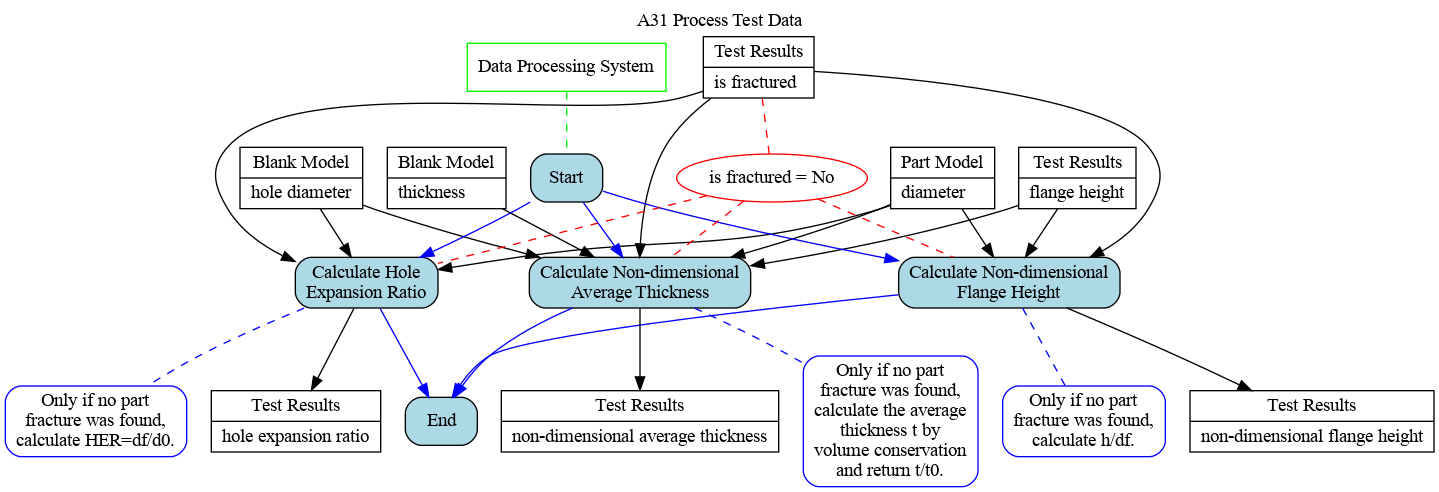 A31 Process Test Data
Data Processing System
Test Results
is fractured
Blank Model
hole diameter
Blank Model
thickness
Start
is fractured = No
Part Model
diameter
Test Results
flange height
Calculate Hole
Expansion Ratio
Calculate Non-dimensional
Average Thickness
Calculate Non-dimensional
Flange Height
Only if no part
fracture was found,
calculate HER=df/d0.
Test Results
hole expansion ratio
End
Test Results
non-dimensional average thickness
Only if no part
fracture was found,
calculate the average
thickness t by
volume conservation
and return t/t0.
Only if no part
fracture was found,
calculate h/df.
Test Results
non-dimensional flange height